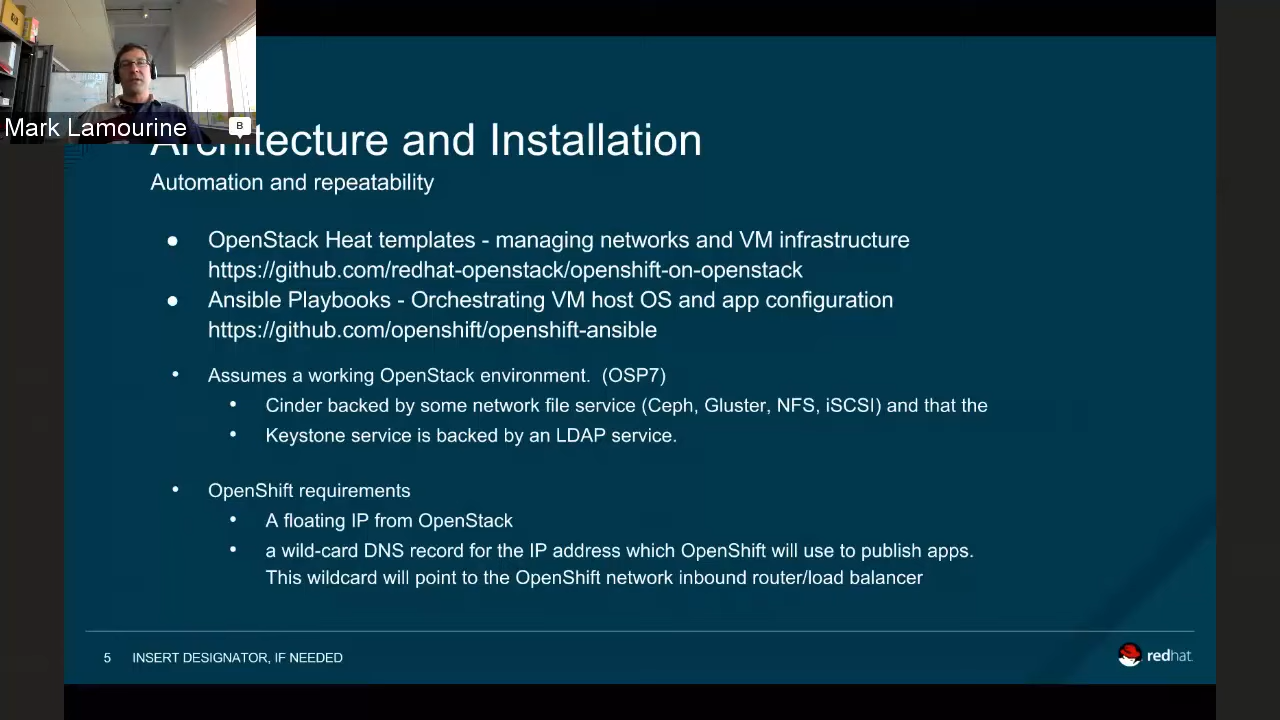 Mark Lamourine
B
Architecture and Installation
Automation and repeatability
● OpenStack Heat templates - managing networks and VM infrastructure
https://github.com/redhat-openstack/openshift-on-openstack
● Ansible Playbooks - Orchestrating VM host OS and app configuration
https://github.com/openshift/openshift-ansible
• Assumes a working OpenStack environment. (OSP7)
• Cinder backed by some network file service (Ceph, Gluster, NFS, iSCSI) and that the
• Keystone service is backed by an LDAP service.
• OpenShift requirements
• A floating IP from OpenStack
• a wild-card DNS record for the IP address which OpenShift will use to publish apps.
This wildcard will point to the OpenShift network inbound router/load balancer
5 INSERT DESIGNATOR, IF NEEDED
redhat.